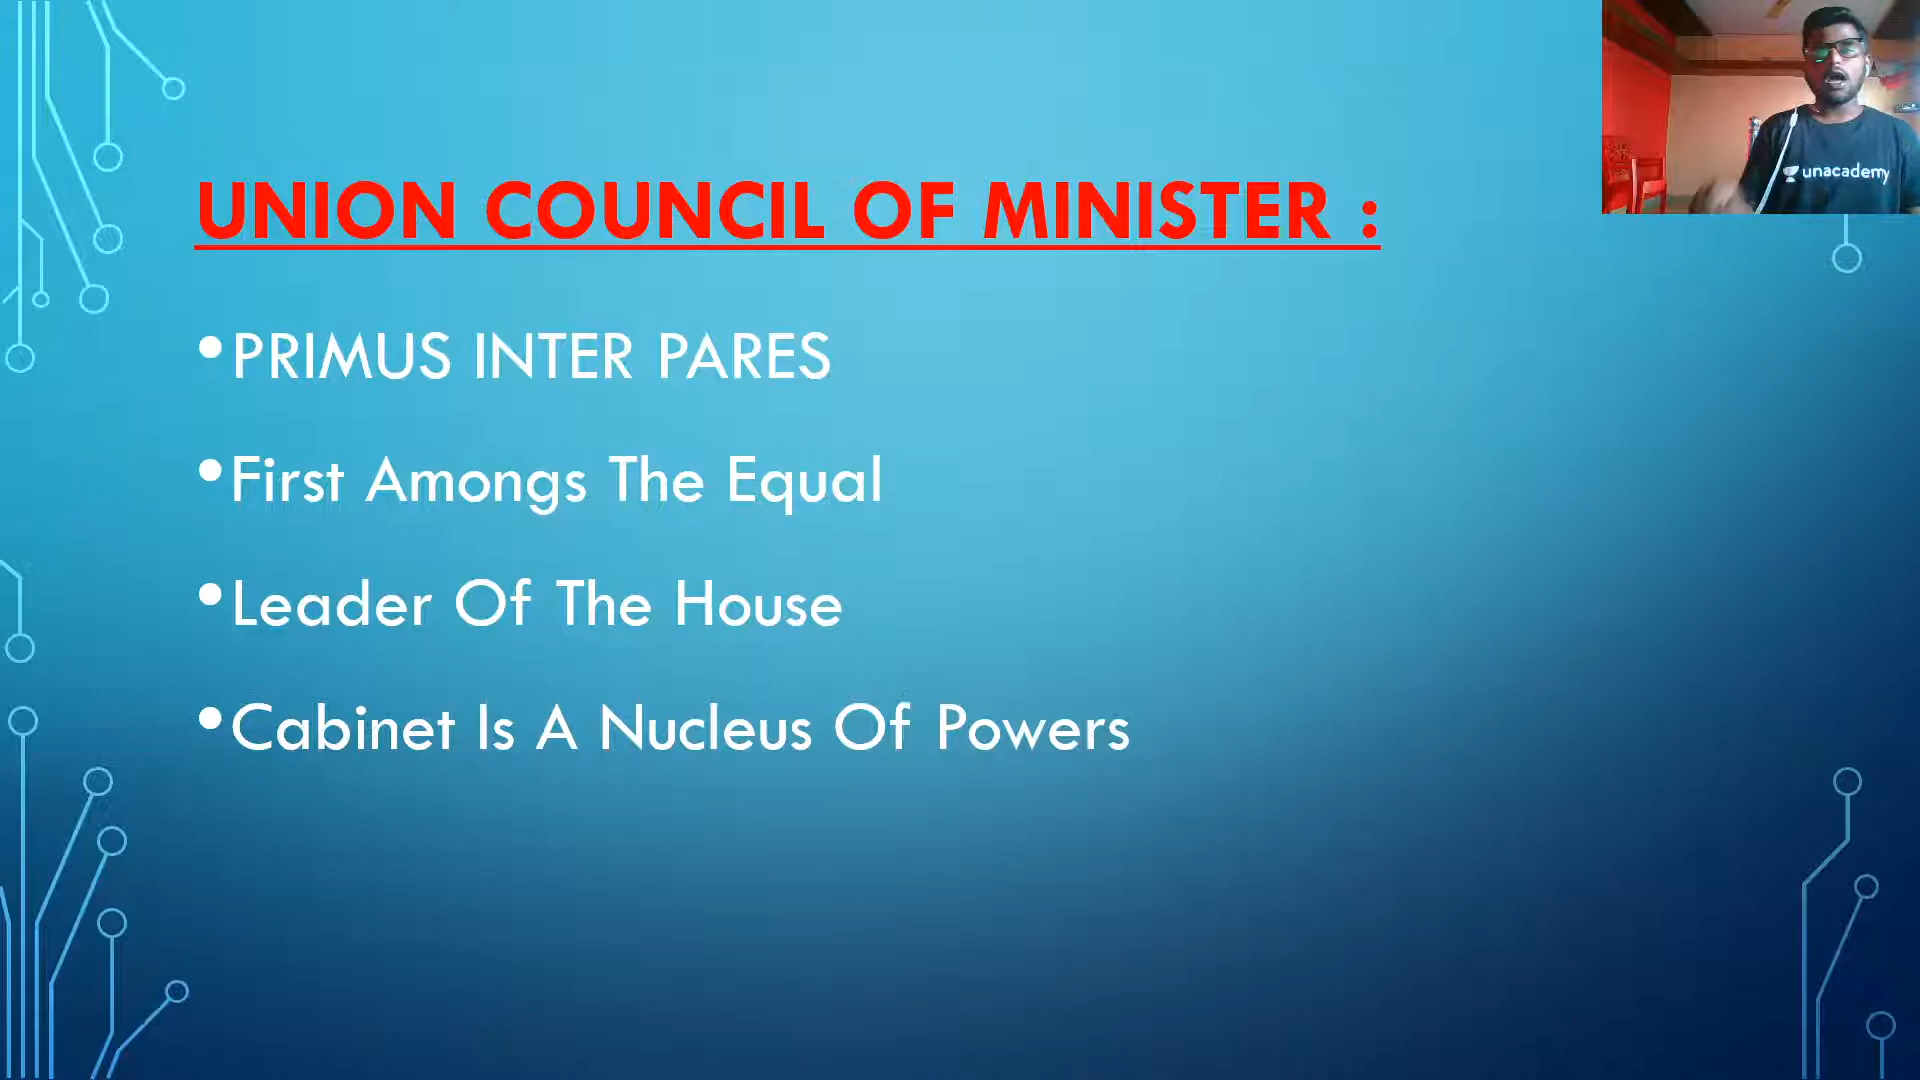 UNION COUNCIL OF MINISTER :
•PRIMUS INTER PARES
•First Amongs The Equal
•Leader Of The House
•Cabinet Is A Nucleus Of Powers
unacademy